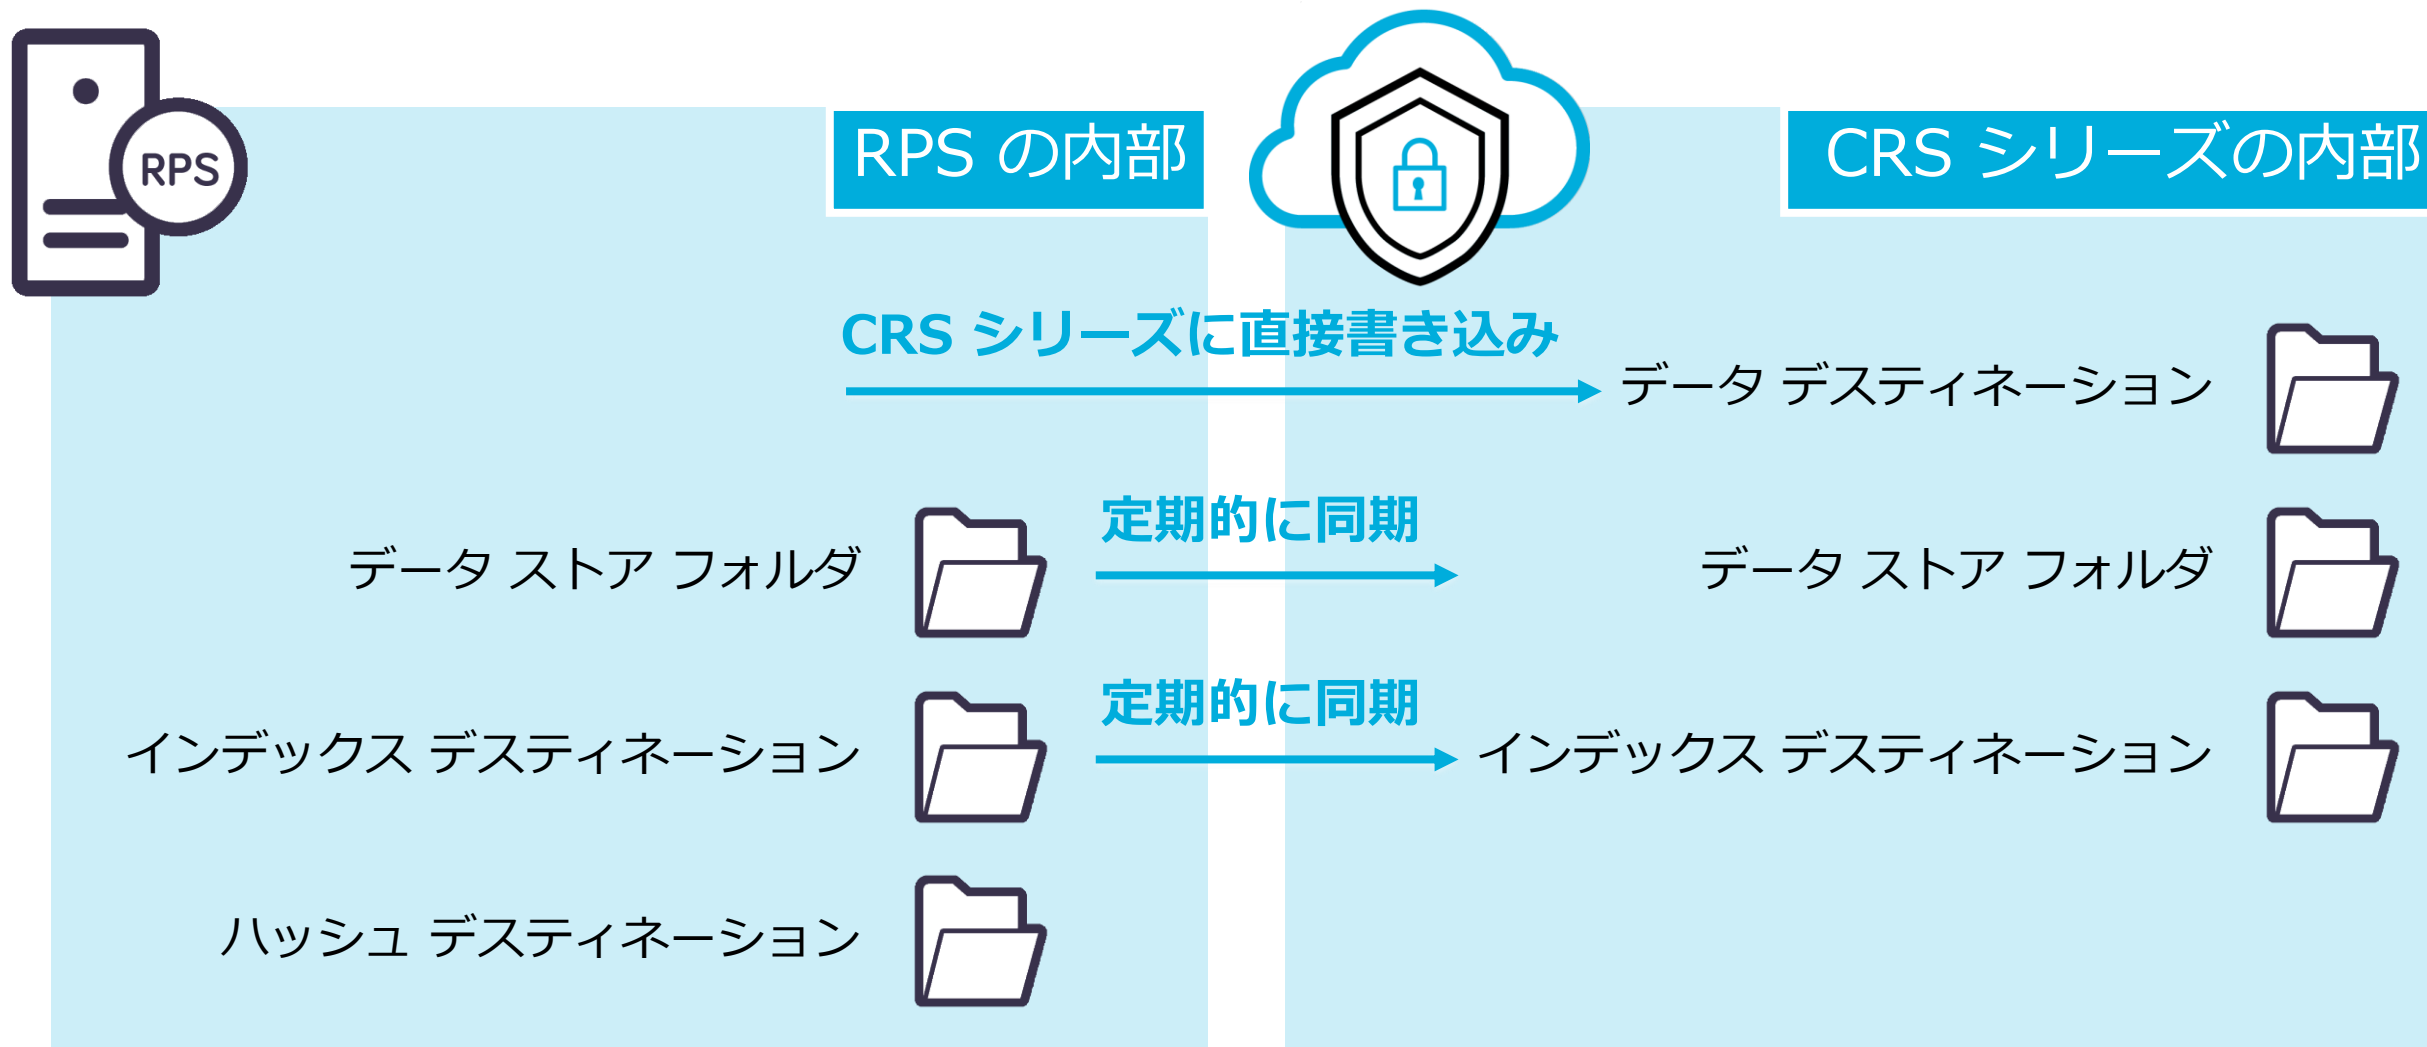 RPS
RPS の内部
CRS シリーズの内部
CRS シリーズに直接書き込み
データ デスティネーション
定期的に同期
データ ストア フォルダ
データ ストア フォルダ
定期的に同期
インデックス デスティネーション
インデックス デスティネーション
ハッシュ デスティネーション